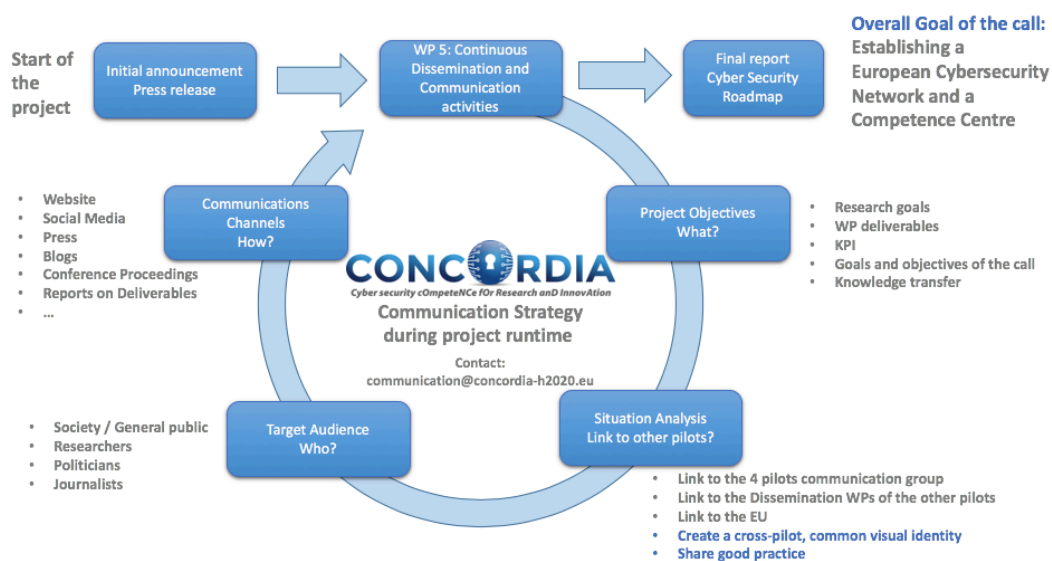 Start of
the
project
Initial announcement
Press release
WP 5: Continuous
Dissemination and
Communication
activities
Final report
Cyber Security
Roadmap
Overall Goal of the call:
Establishing a
European Cybersecurity
Network and a
Competence Centre
• Website
• Social Media
• Press
• Blogs
• Conference Proceedings
• Reports on Deliverables
• ...
Communications
Channels
How?
Project Objectives
What?
• Research goals
• WP deliverables
• KPI
• Goals and objectives of the call
• Knowledge transfer
CONCORDIA
Cyber security cOmpeteNCe fOr Research anD InnovAtion
Communication Strategy
during project runtime
Contact:
communication@concordia-h2020.eu
• Society / General public
• Researchers
• Politicians
• Journalists
Target Audience
Who?
Situation Analysis
Link to other pilots?
• Link to the 4 pilots communication group
• Link to the Dissemination WPs of the other pilots
• Link to the EU
• Create a cross-pilot, common visual identity
• Share good practice